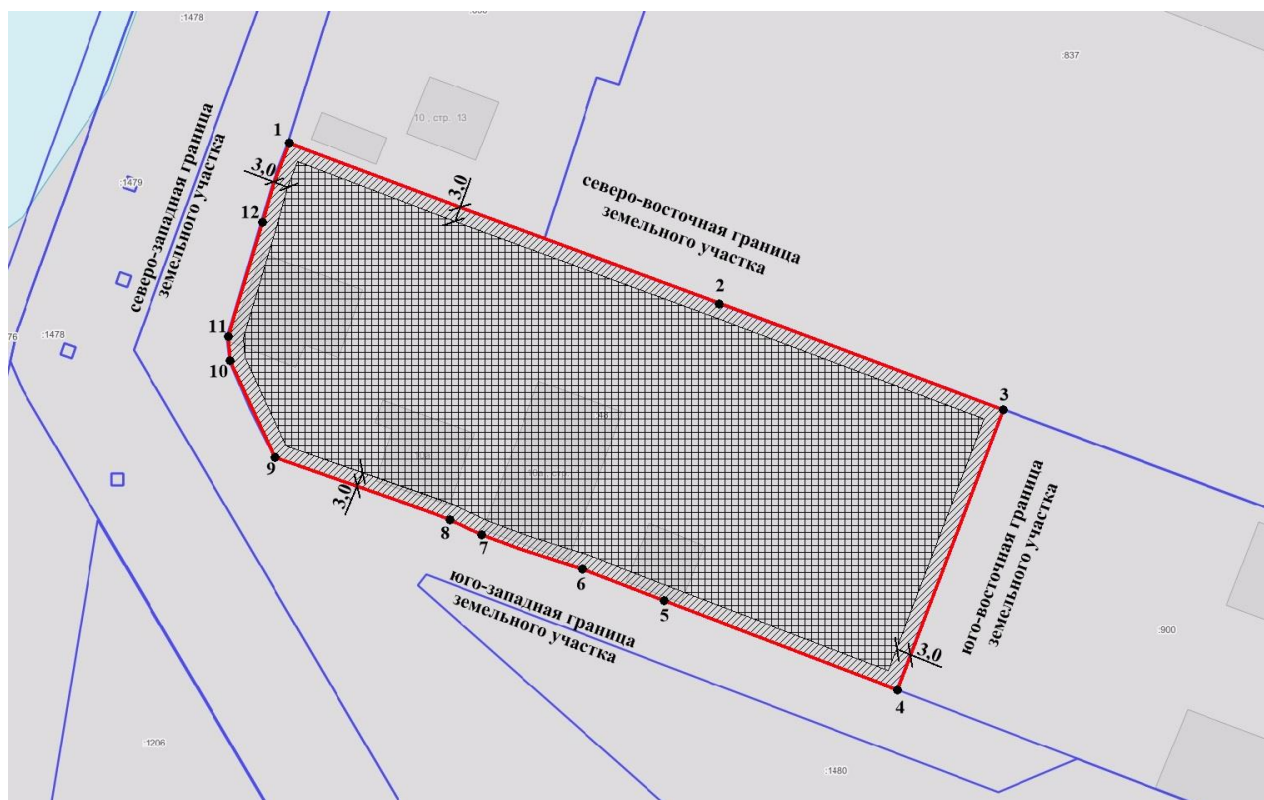 :1478
:837
10 , стр. 13
1
3,0
3,0
северо-западная граница
земельного участка
:1479
северо-восточная граница
земельного участка
12
2
11
76
:1478
10
3
9
3,0
8
7
6
5
юго-западная граница
земельного участка
юго-восточная граница
земельного участка
3,0
4
:900
:1206
:1480